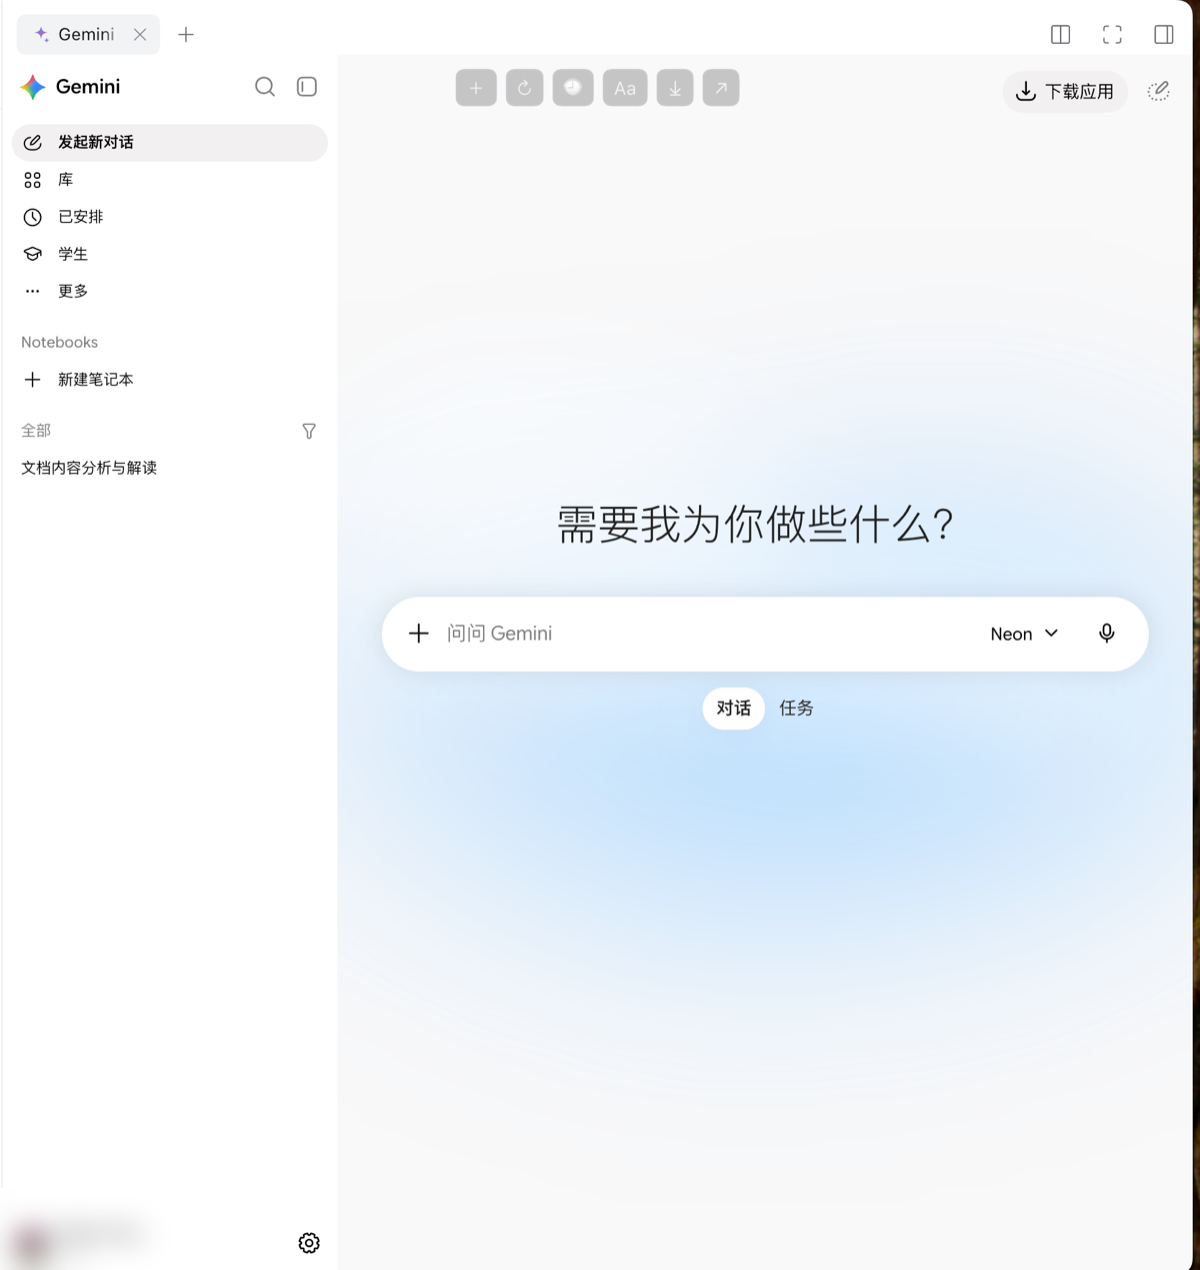 Gemini
Gemini
发起新对话
库
已安排
学生
更多
Notebooks
新建笔记本
全部
文档内容分析与解读
Aa
下载应用
需要我为你做些什么?
问问 Gemini
Neon
对话
任务